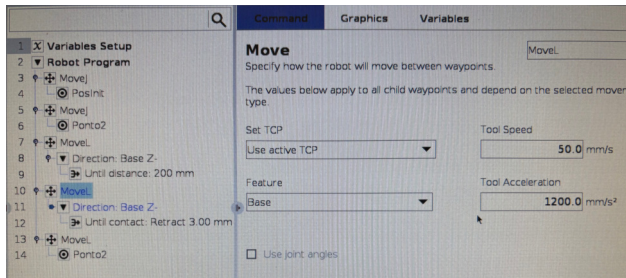 Command Graphics Variables
1 X Variables Setup
2 Robot Program
3 MoveJ
4 PosInit
5 MoveJ
6 Ponto2
7 MoveL
8 Direction: Base Z-
9 Until distance: 200 mm
10 MoveL
11 Direction: Base Z-
12 Until contact: Retract 3.00 mm
13 MoveL
14 Ponto2
Move
MoveL
Specify how the robot will move between waypoints.
The values below apply to all child waypoints and depend on the selected
type.
Set TCP
Tool Speed
Use active TCP
50.0 mm/s
Feature
Tool Acceleration
Base
1200.0 mm/s²
Use joint angles